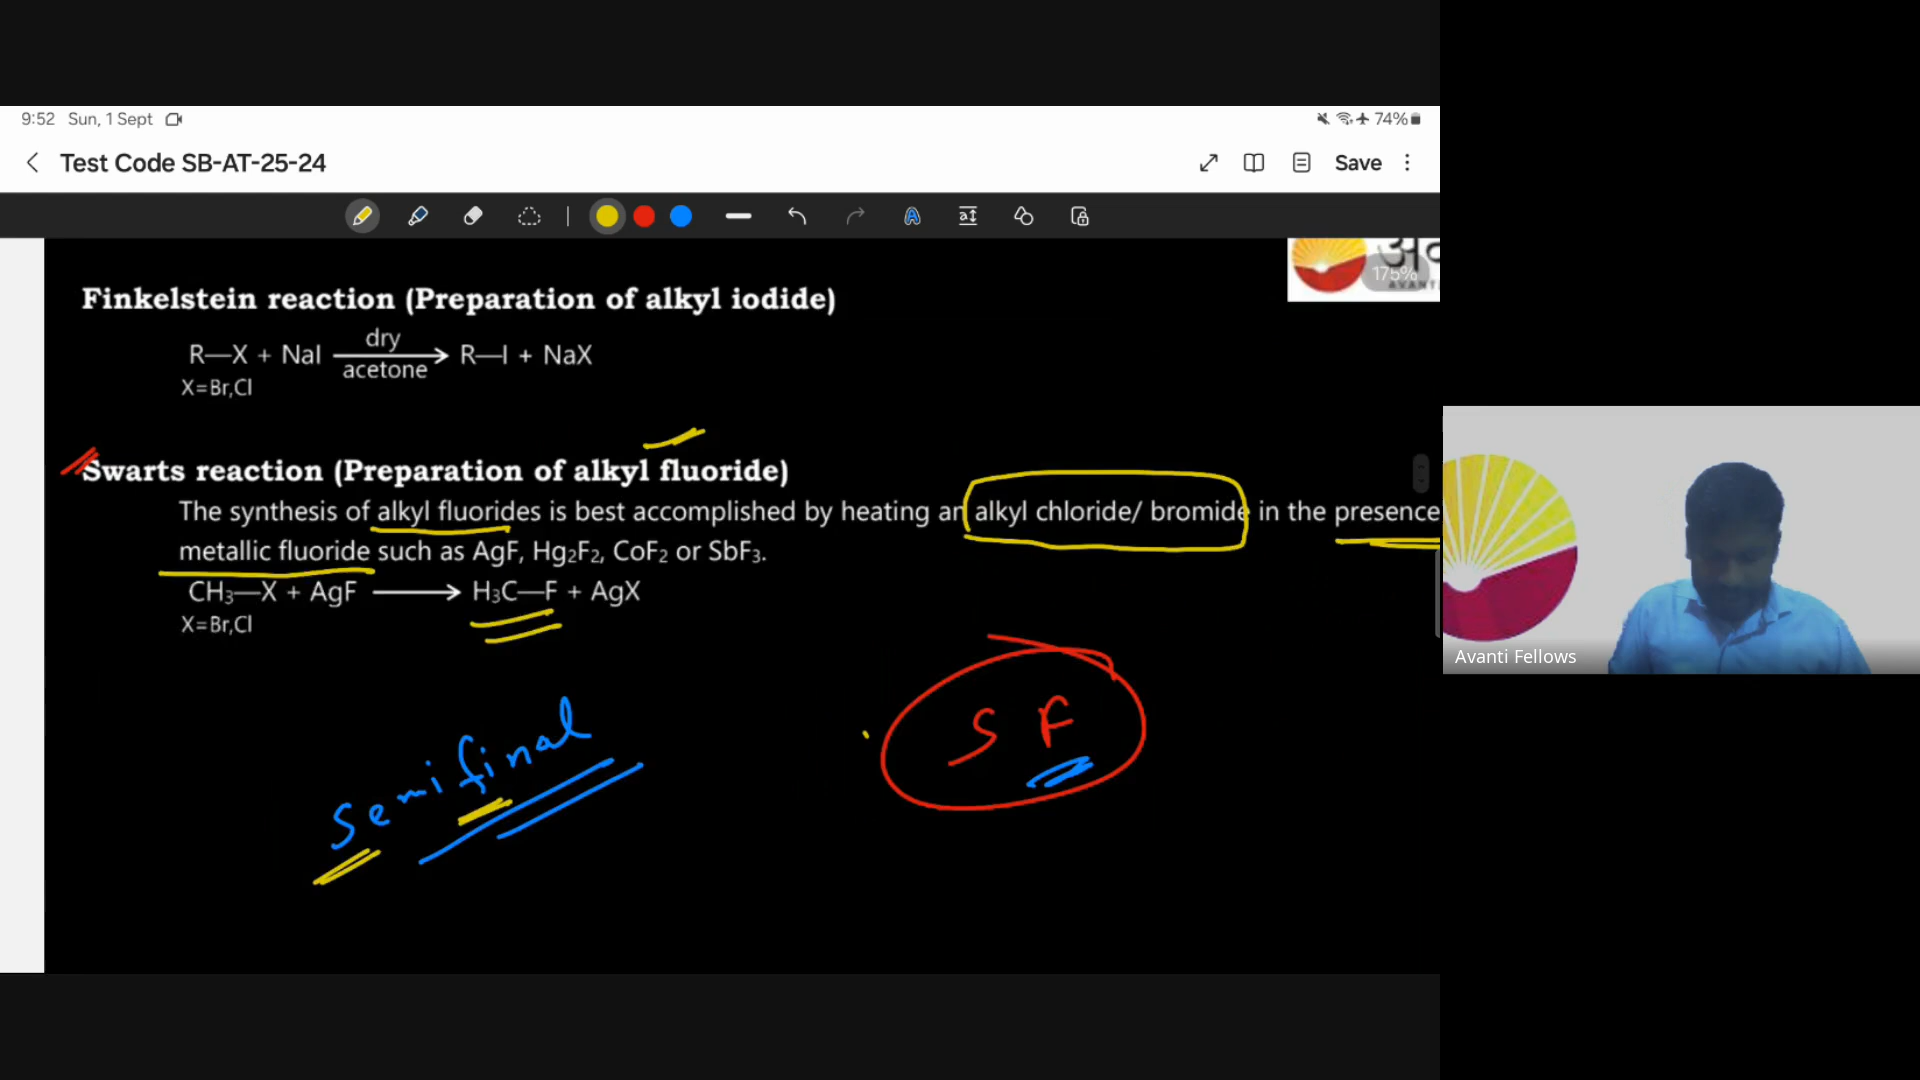 9:52 Sun, 1 Sept 74%
Test Code SB-AT-25-24 Save
175%
Finkelstein reaction (Preparation of alkyl iodide)
R—X + NaI dry acetone → R—I + NaX
X=Br,Cl
Swarts reaction (Preparation of alkyl fluoride)
The synthesis of alkyl fluorides is best accomplished by heating an alkyl chloride/ bromide in the presence
metallic fluoride such as AgF, Hg₂F₂, CoF₂ or SbF₃.
CH₃—X + AgF → H₃C—F + AgX
X=Br,Cl
Semifinal
S F
Avanti Fellows